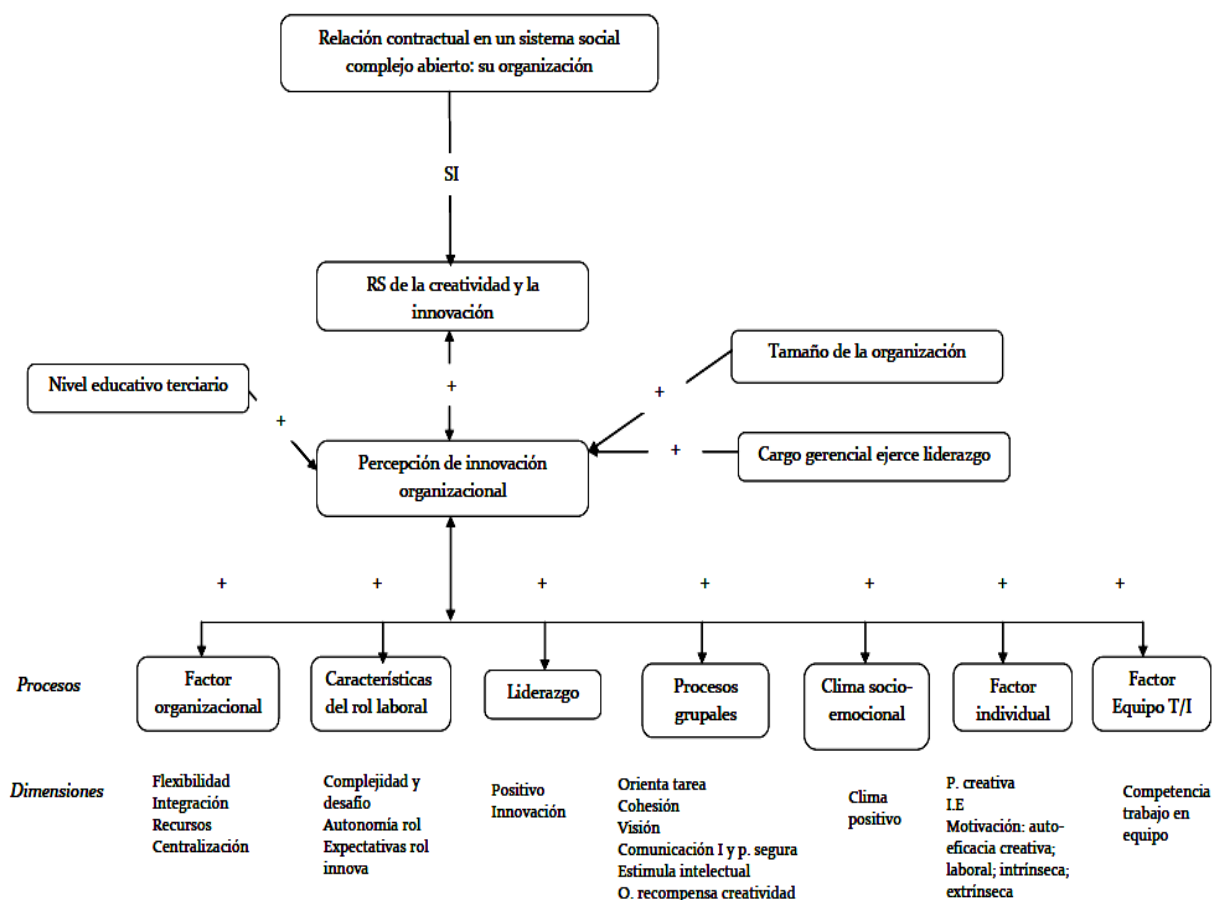 Relación contractual en un sistema social
complejo abierto: su organización
SI
RS de la creatividad y la
innovación
Tamaño de la organización
Nivel educativo terciario
+
+
+
Percepción de innovación
organizacional
+
Cargo gerencial ejerce liderazgo
+
+
+
+
+
+
+
Procesos
Factor
organizacional
Características
del rol laboral
Liderazgo
Procesos
grupales
Clima socio-
emocional
Factor
individual
Factor
Equipo T/I
Dimensiones
Flexibilidad
Integración
Recursos
Centralización
Complejidad y
desafío
Autonomía rol
Expectativas rol
innova
Positivo
Innovación
Orienta tarea
Cohesión
Visión
Comunicación I y p. segura
Estimula intelectual
O. recompensa creatividad
Clima
positivo
P. creativa
I.E
Motivación: auto-
eficacia creativa;
laboral; intrínseca;
extrínseca
Competencia
trabajo en
equipo